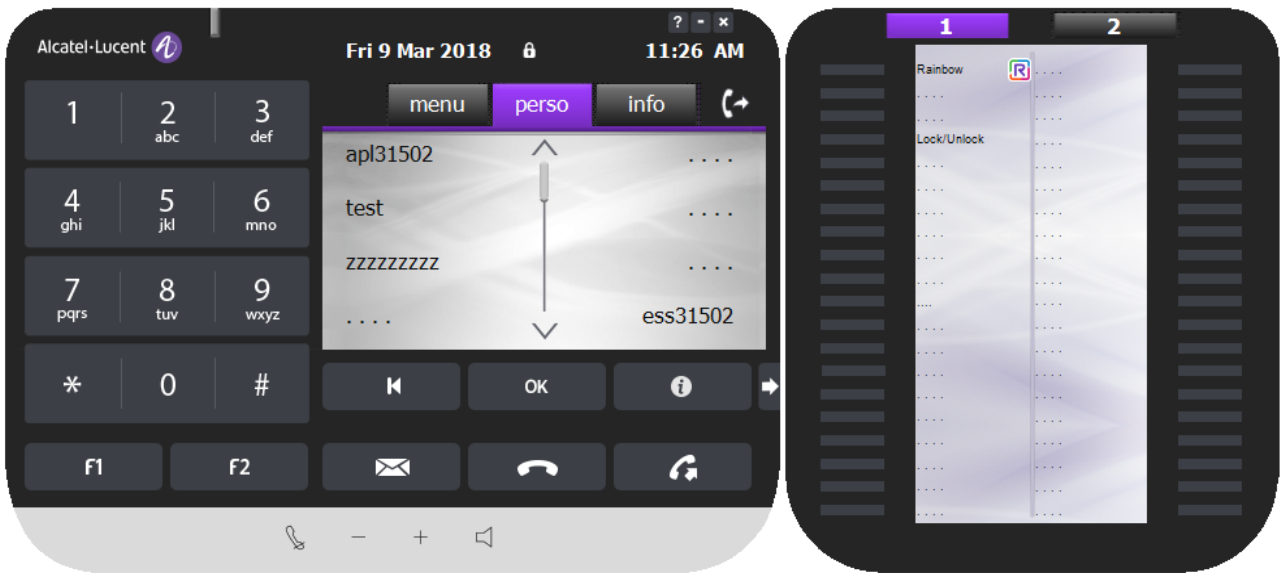 Alcatel·Lucent
? - ×
Fri 9 Mar 2018 11:26 AM
menu perso info
apl31502 . . . .
test . . . .
zzzzzzzzz . . . .
. . . . ess31502
1 2 abc 3 def
4 ghi 5 jkl 6 mno
7 pqrs 8 tuv 9 wxyz
* 0 #
OK
F1 F2
- +
1 2
Rainbow R . . . .
. . . . . . . .
. . . . . . . .
Lock/Unlock . . . .
. . . . . . . .
. . . . . . . .
. . . . . . . .
. . . . . . . .
. . . . . . . .
. . . . . . . .
.... . . . .
. . . . . . . .
. . . . . . . .
. . . . . . . .
. . . . . . . .
. . . . . . . .
. . . . . . . .
. . . . . . . .
. . . . . . . .
. . . . . . . .